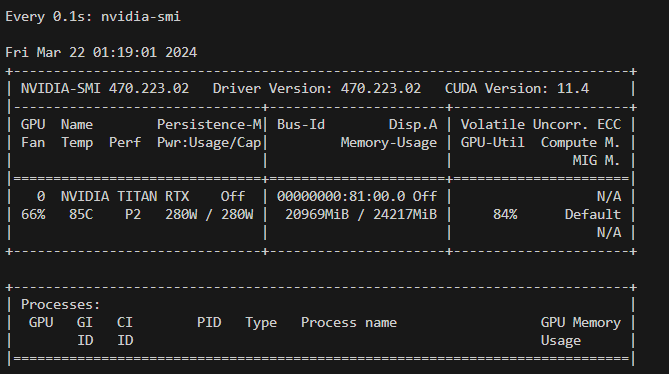 Every 0.1s: nvidia-smi
Fri Mar 22 01:19:01 2024
+-----------------------------------------------------------------------------+
| NVIDIA-SMI 470.223.02   Driver Version: 470.223.02   CUDA Version: 11.4     |
|-------------------------------+----------------------+----------------------+
| GPU  Name        Persistence-M| Bus-Id        Disp.A | Volatile Uncorr. ECC |
| Fan  Temp  Perf  Pwr:Usage/Cap|         Memory-Usage | GPU-Util  Compute M. |
|                               |                      |               MIG M. |
|===============================+======================+======================|
|   0  NVIDIA TITAN RTX    Off  | 00000000:81:00.0 Off |                  N/A |
| 66%   85C    P2   280W / 280W |  20969MiB / 24217MiB |     84%      Default |
|                               |                      |                  N/A |
+-------------------------------+----------------------+----------------------+
+-----------------------------------------------------------------------------+
| Processes:                                                                  |
|  GPU   GI   CI        PID   Type   Process name                  GPU Memory |
|        ID   ID                                                   Usage      |
|=============================================================================|